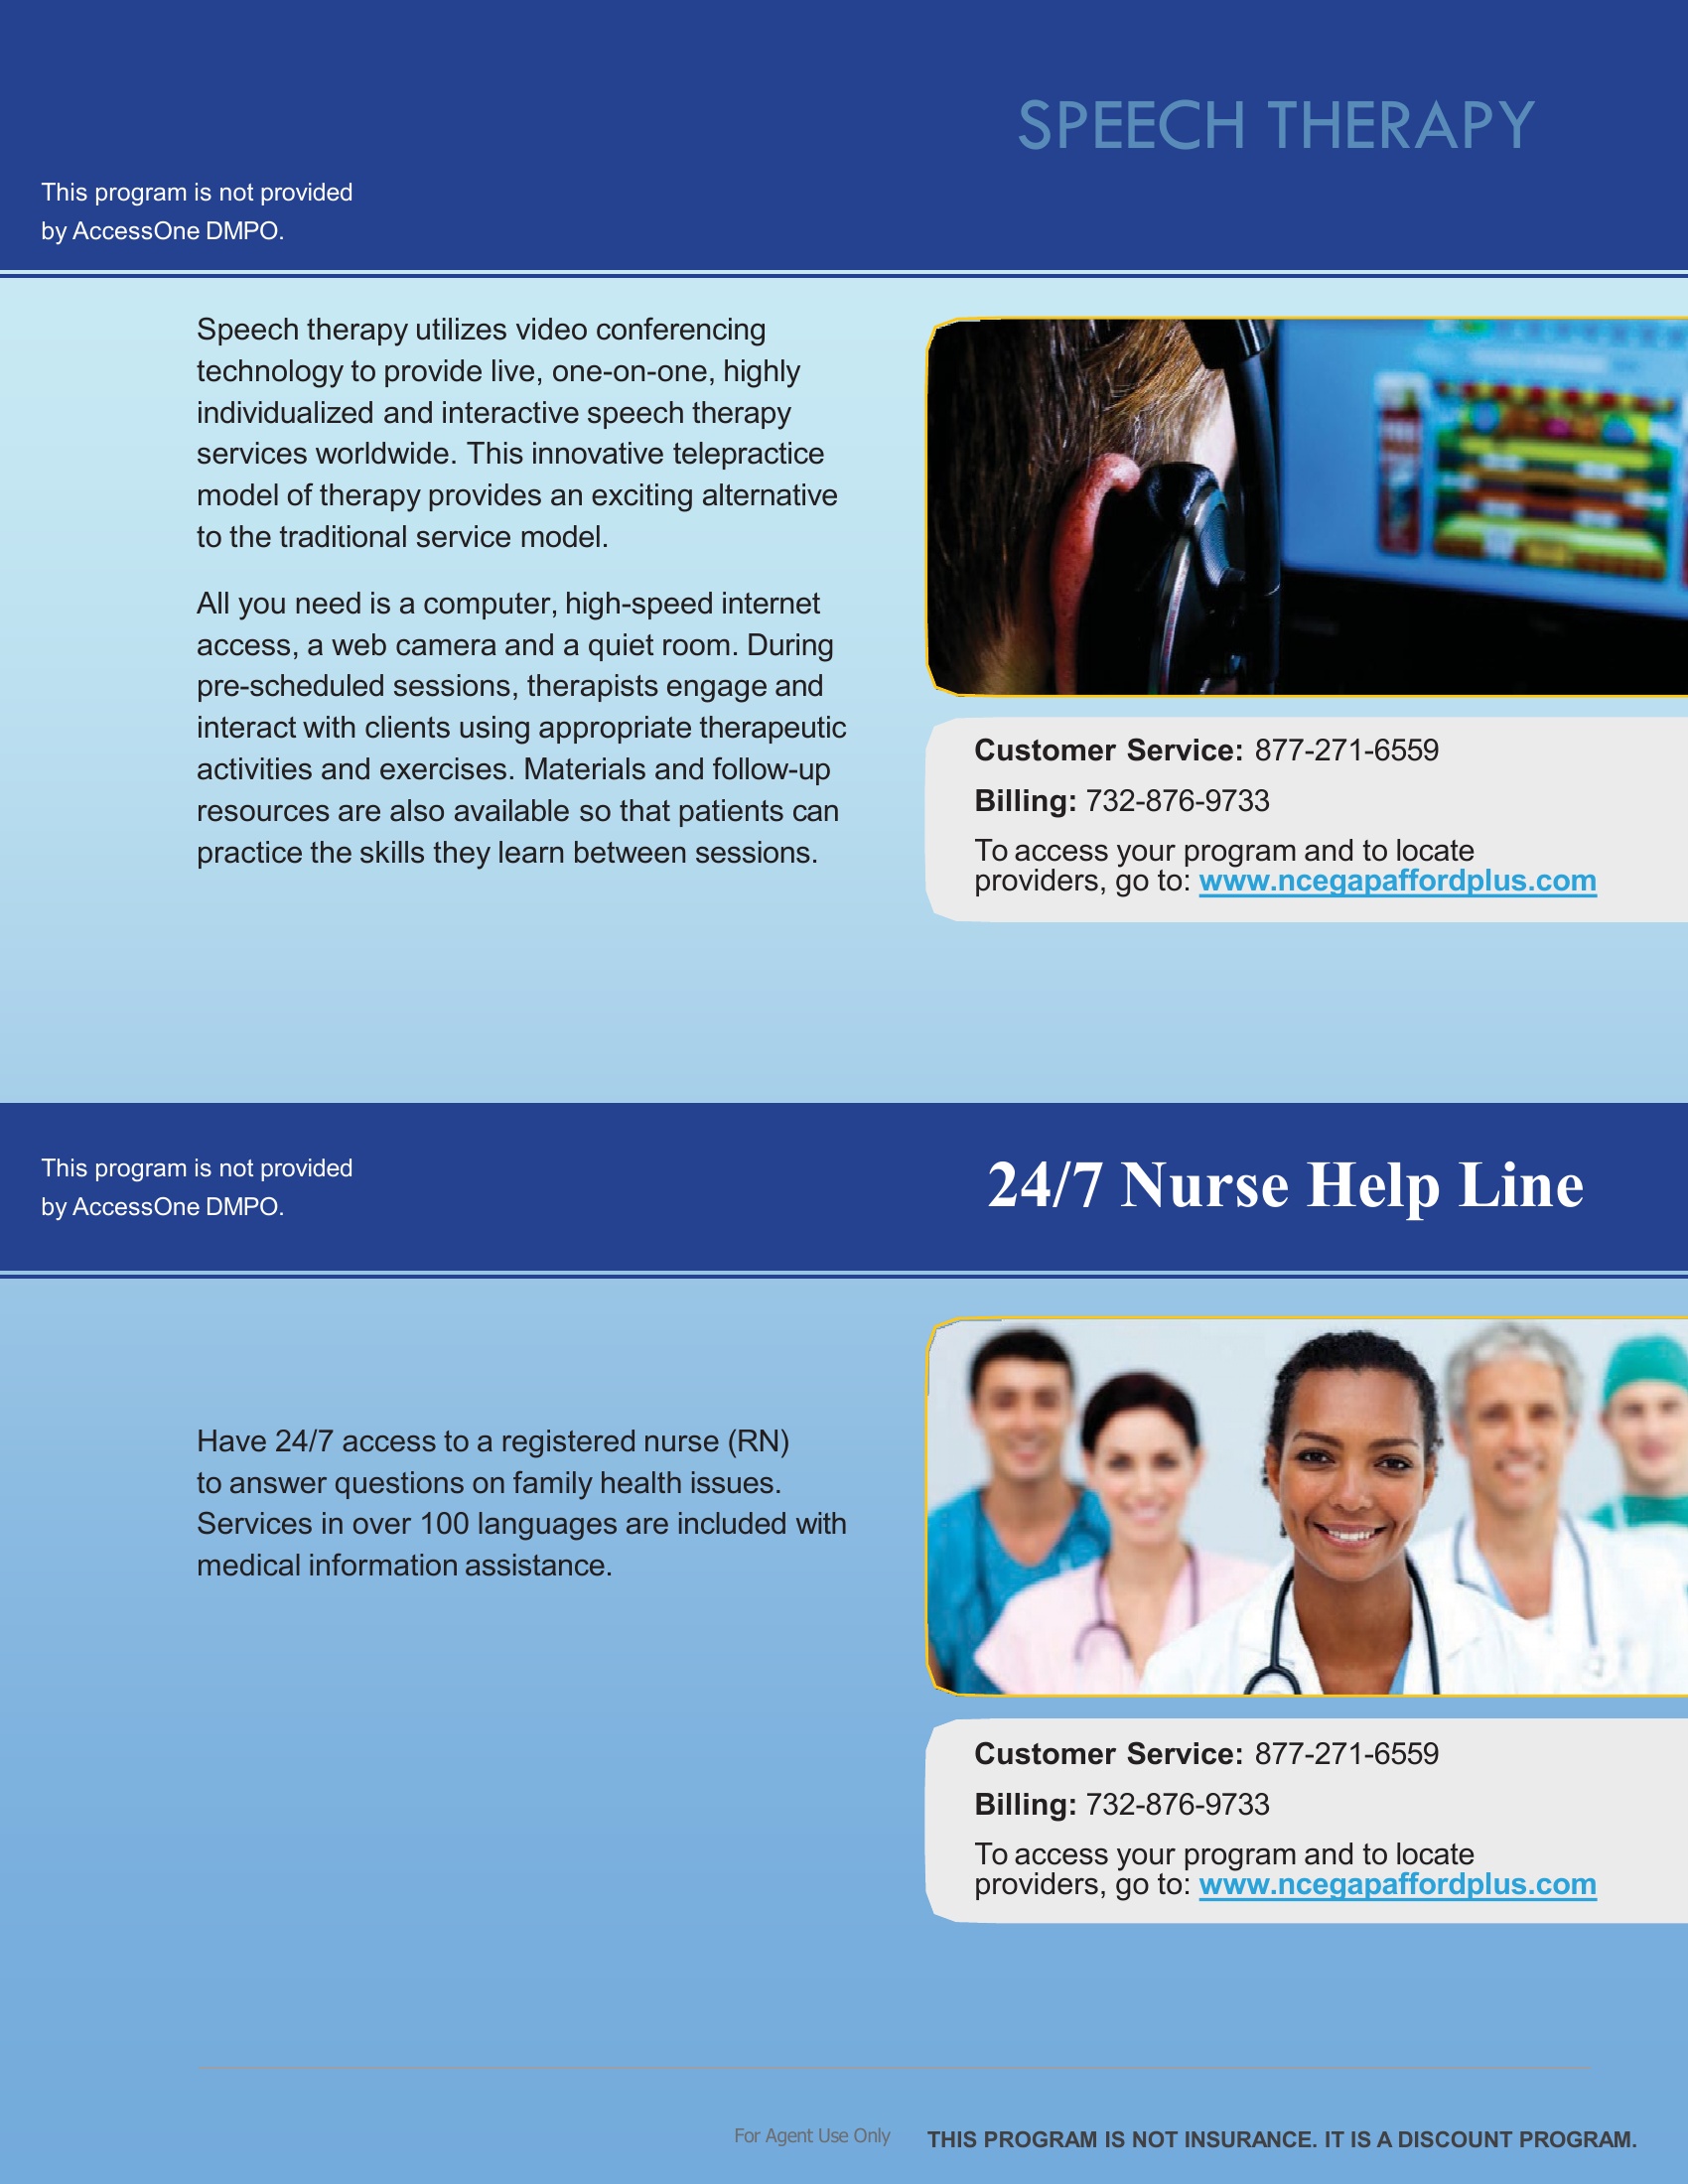 SPEECH THERAPY
This program is not provided
by AccessOne DMPO.
Speech therapy utilizes video conferencing
technology to provide live, one-on-one, highly
individualized and interactive speech therapy
services worldwide. This innovative telepractice
model of therapy provides an exciting alternative
to the traditional service model.
All you need is a computer, high-speed internet
access, a web camera and a quiet room. During
pre-scheduled sessions, therapists engage and
interact with clients using appropriate therapeutic
activities and exercises. Materials and follow-up
resources are also available so that patients can
practice the skills they learn between sessions.
Customer Service: 877-271-6559
Billing: 732-876-9733
To access your program and to locate
providers, go to: www.ncegapaffordplus.com
This program is not provided
by AccessOne DMPO.
24/7 Nurse Help Line
Have 24/7 access to a registered nurse (RN)
to answer questions on family health issues.
Services in over 100 languages are included with
medical information assistance.
Customer Service: 877-271-6559
Billing: 732-876-9733
To access your program and to locate
providers, go to: www.ncegapaffordplus.com
For Agent Use Only
THIS PROGRAM IS NOT INSURANCE. IT IS A DISCOUNT PROGRAM.